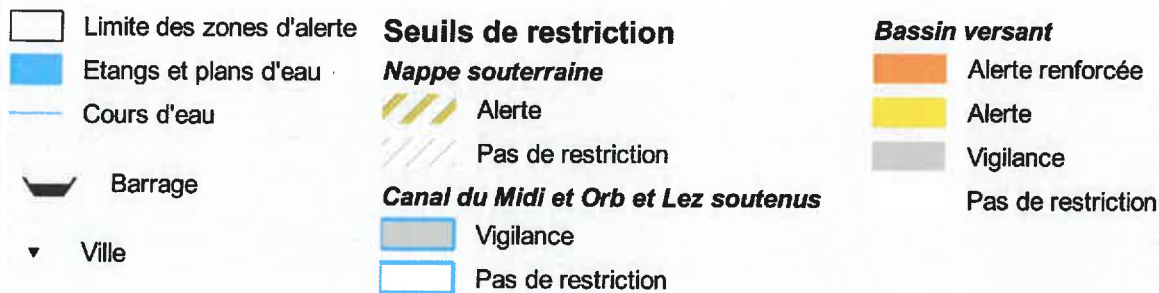 Limite des zones d'alerte
Etangs et plans d'eau
Cours d'eau
Barrage
Ville
Seuils de restriction
Nappe souterraine
Alerte
Pas de restriction
Canal du Midi et Orb et Lez soutenus
Vigilance
Pas de restriction
Bassin versant
Alerte renforcée
Alerte
Vigilance
Pas de restriction